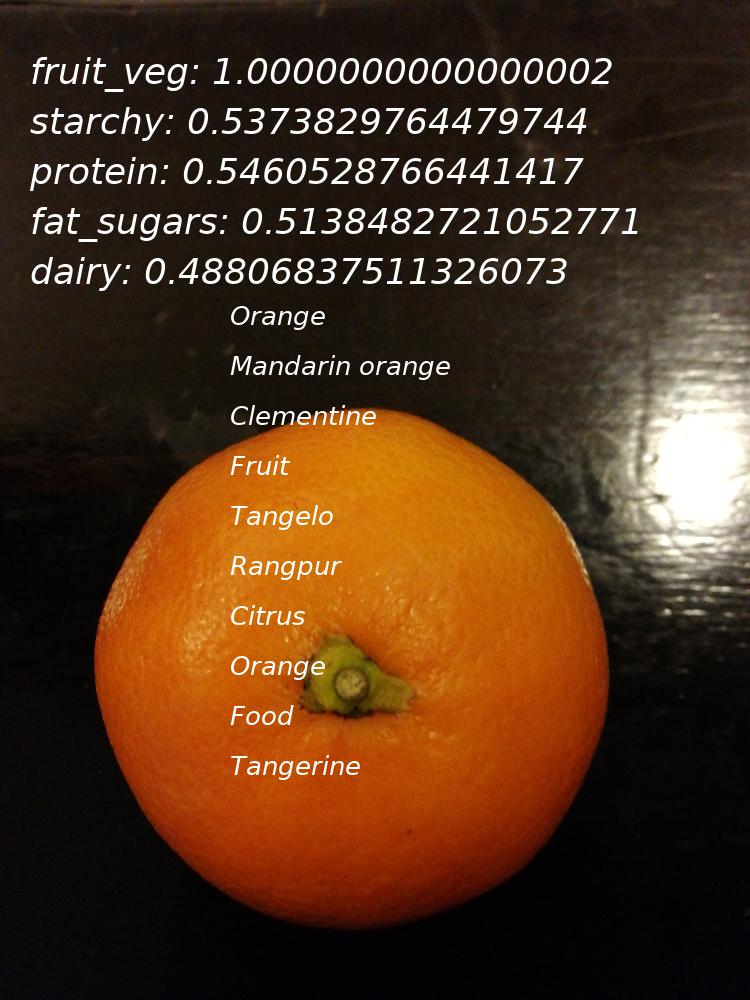 fruit_veg: 1.0000000000000002
starchy: 0.5373829764479744
protein: 0.5460528766441417
fat_sugars: 0.5138482721052771
dairy: 0.48806837511326073
Orange
Mandarin orange
Clementine
Fruit
Tangelo
Rangpur
Citrus
Orange
Food
Tangerine